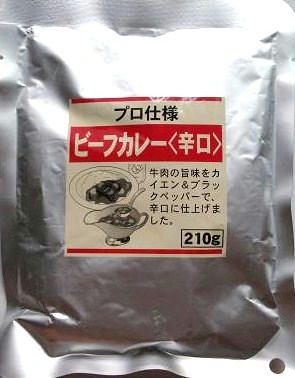 プロ仕様
ビーフカレー〈辛口〉
牛肉の旨味をカ
イエン&ブラッ
クペッパーで、
辛口に仕上げま
した。
210g